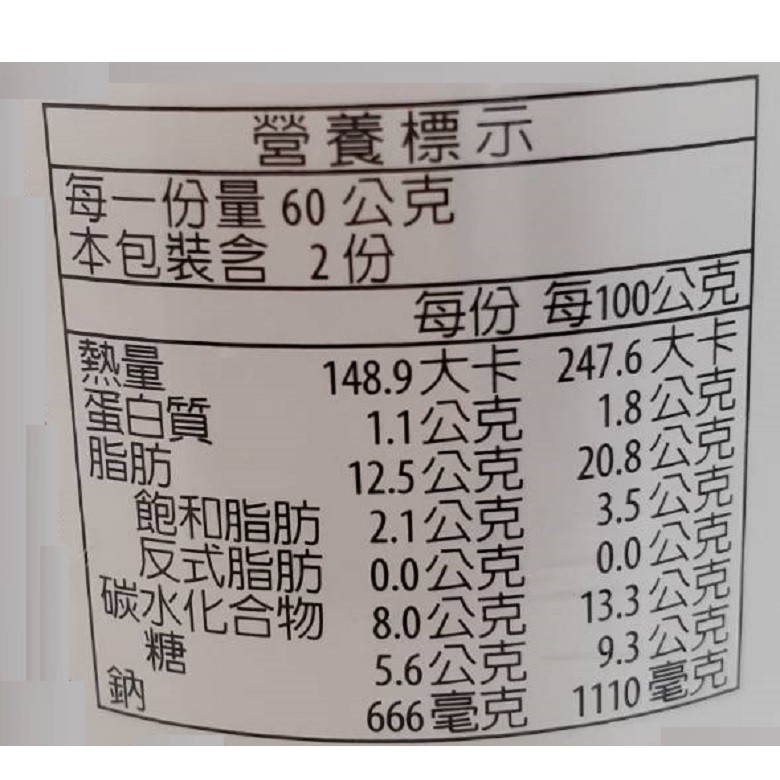 營養標示
每一份量 60 公克
本包裝含 2 份
每份 每100公克
熱量 148.9大卡 247.6大卡
蛋白質 1.1公克 1.8公克
脂肪 12.5公克 20.8公克
飽和脂肪 2.1公克 3.5公克
反式脂肪 0.0公克 0.0公克
碳水化合物 8.0公克 13.3公克
糖 5.6公克 9.3公克
鈉 666毫克 1110毫克